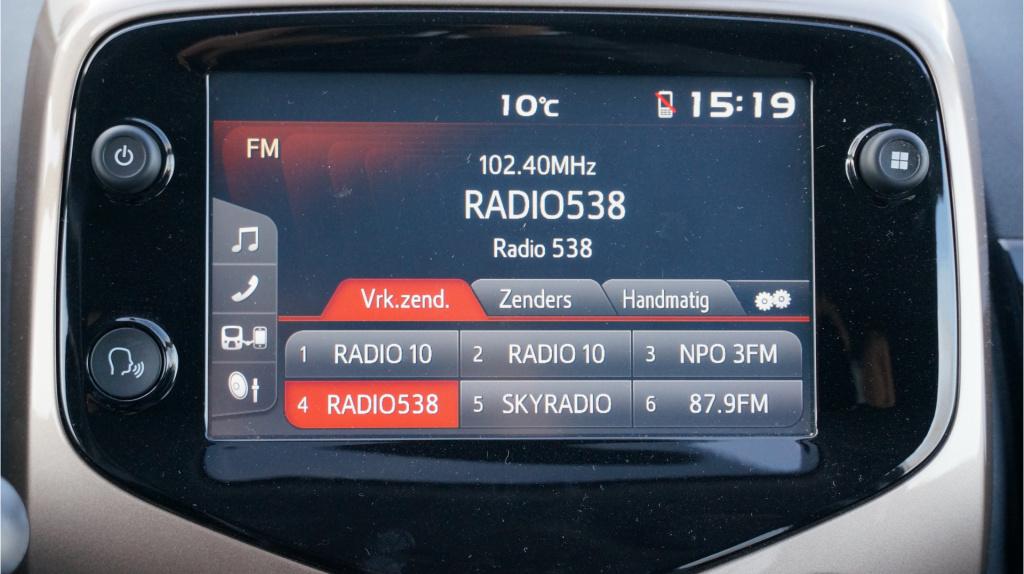 10℃ 15:19
FM
102.40MHz
RADIO538
Radio 538
Vrk.zend. Zenders Handmatig
1 RADIO 10 2 RADIO 10 3 NPO 3FM
4 RADIO538 5 SKYRADIO 6 87.9FM